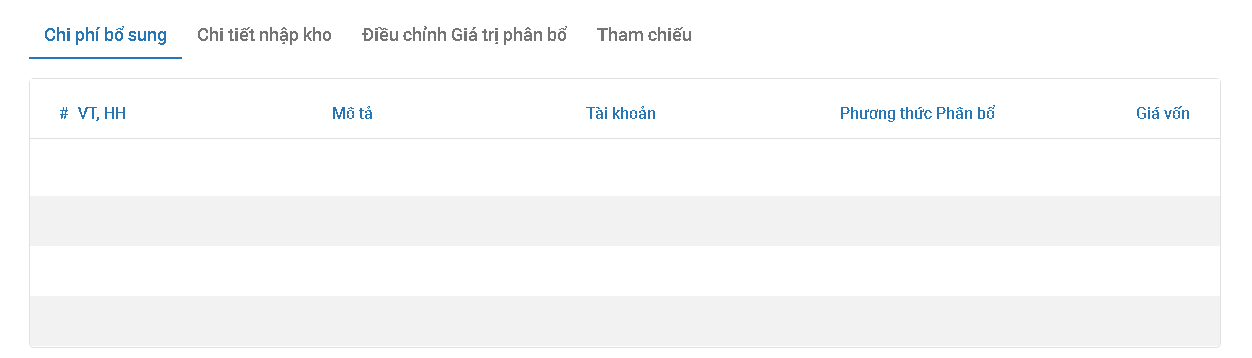 Chi phí bổ sung Chi tiết nhập kho Điều chỉnh Giá trị phân bổ Tham chiếu
# VT, HH Mô tả Tài khoản Phương thức Phân bổ Giá vốn